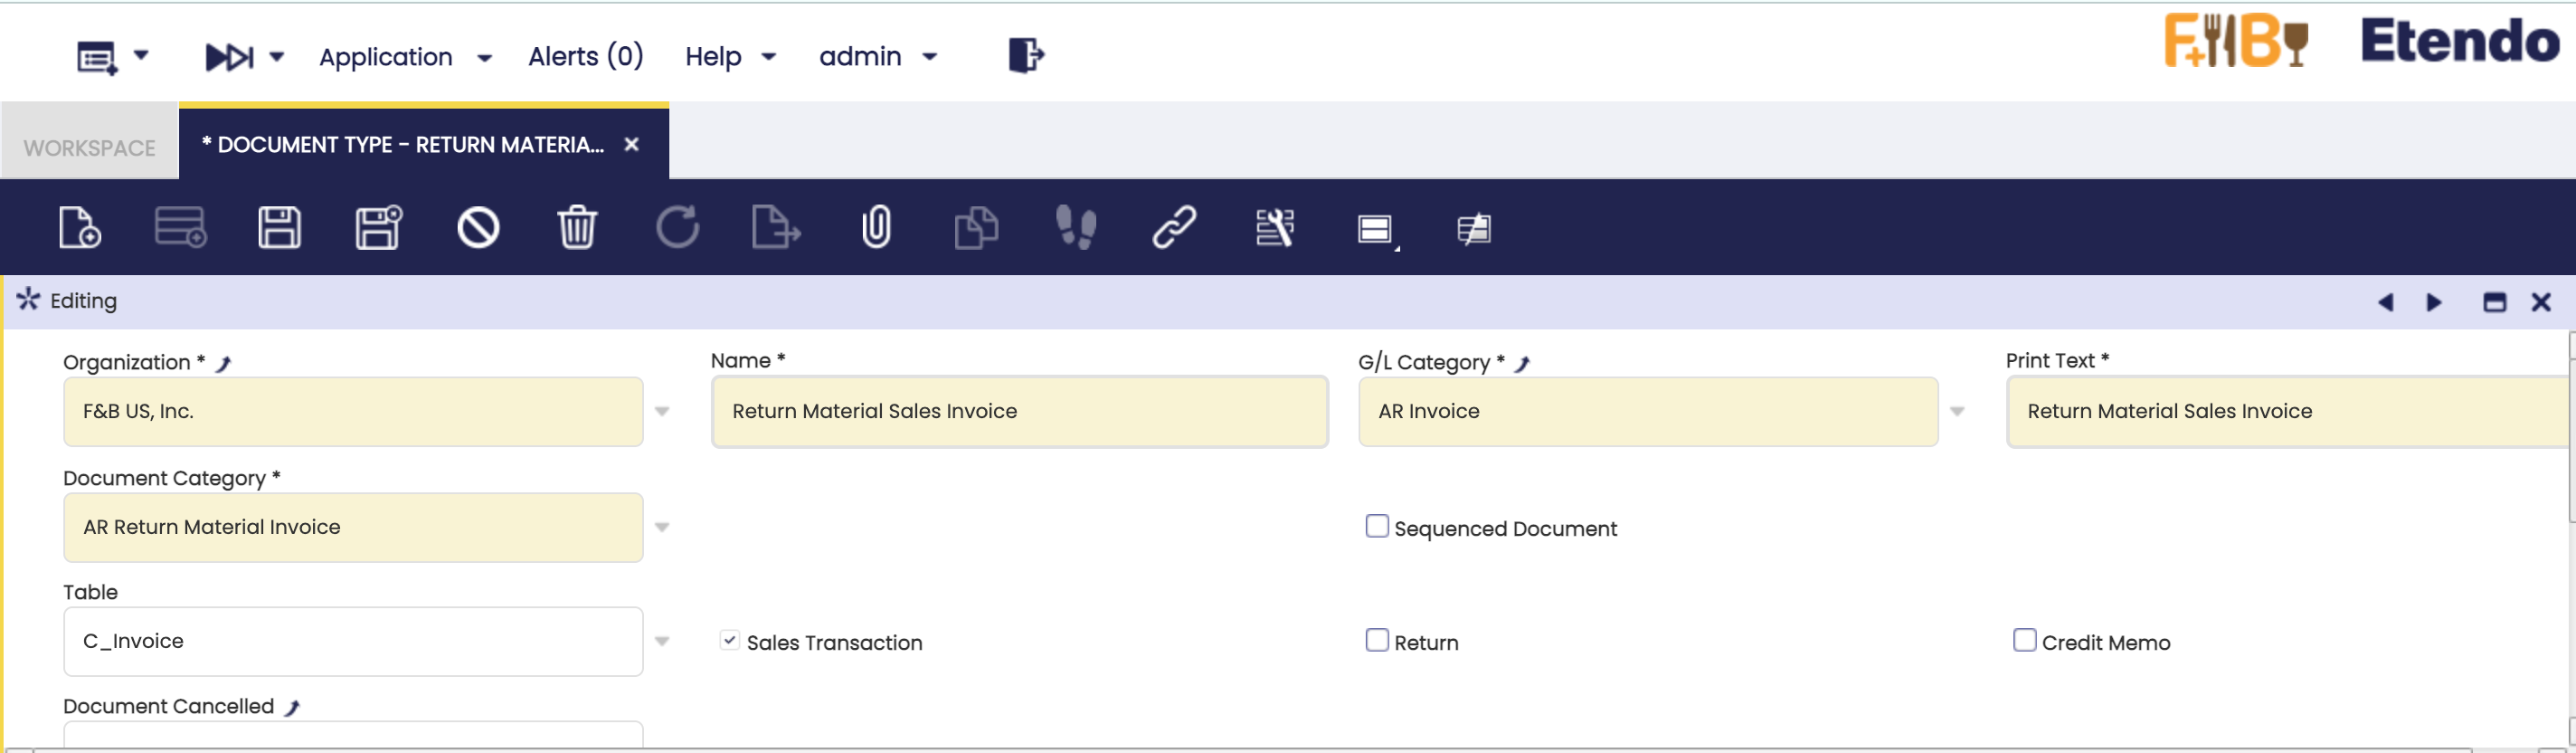 Application Alerts (0) Help admin F&B Etendo
WORKSPACE * DOCUMENT TYPE - RETURN MATERIA...
Editing
Organization * Name * G/L Category * Print Text *
F&B US, Inc. Return Material Sales Invoice AR Invoice Return Material Sales Invoice
Document Category *
AR Return Material Invoice Sequenced Document
Table
C_Invoice Sales Transaction Return Credit Memo
Document Cancelled